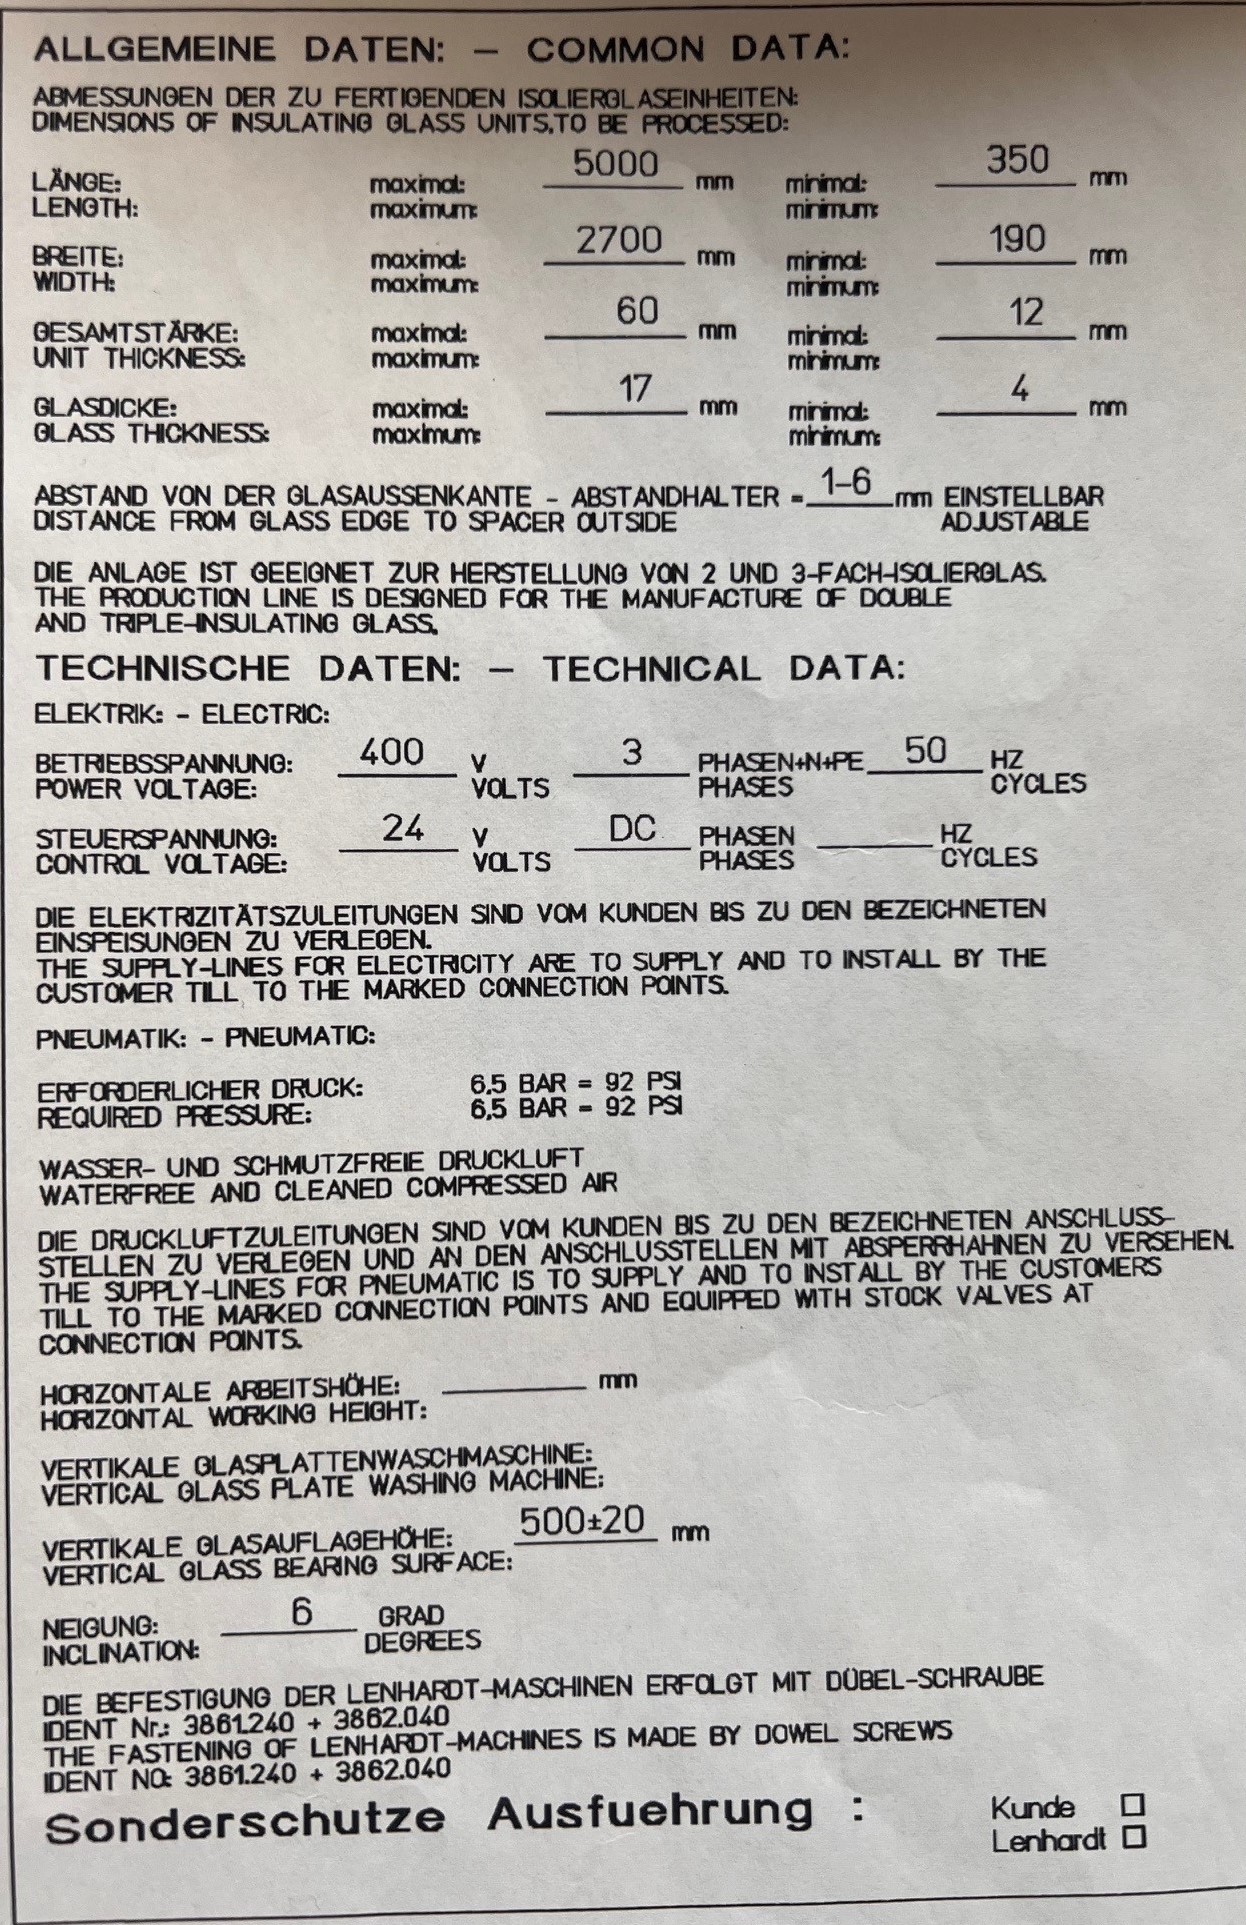 ALLGEMEINE DATEN: – COMMON DATA:
ABMESSUNGEN DER ZU FERTIGENDEN ISOLIERGLASEINHEITEN:
DIMENSIONS OF INSULATING GLASS UNITS.TO BE PROCESSED:
LÄNGE: maximal: 5000 mm minimal: 350 mm
LENGTH: maximum: minimum:
BREITE: maximal: 2700 mm minimal: 190 mm
WIDTH: maximum: minimum:
GESAMTSTÄRKE: maximal: 60 mm minimal: 12 mm
UNIT THICKNESS: maximum: minimum:
GLASDICKE: maximal: 17 mm minimal: 4 mm
GLASS THICKNESS: maximum: minimum:
ABSTAND VON DER GLASAUSSENKANTE - ABSTANDHALTER = 1-6 mm EINSTELLBAR
DISTANCE FROM GLASS EDGE TO SPACER OUTSIDE ADJUSTABLE
DIE ANLAGE IST GEEIGNET ZUR HERSTELLUNG VON 2 UND 3-FACH-ISOLIERGLAS.
THE PRODUCTION LINE IS DESIGNED FOR THE MANUFACTURE OF DOUBLE
AND TRIPLE-INSULATING GLASS.
TECHNISCHE DATEN: – TECHNICAL DATA:
ELEKTRIK: - ELECTRIC:
BETRIEBSSPANNUNG: 400 V 3 PHASEN+N+PE 50 HZ
POWER VOLTAGE: VOLTS PHASES CYCLES
STEUERSPANNUNG: 24 V DC PHASEN HZ
CONTROL VOLTAGE: VOLTS PHASES CYCLES
DIE ELEKTRIZITÄTSZULEITUNGEN SIND VOM KUNDEN BIS ZU DEN BEZEICHNETEN
EINSPEISUNGEN ZU VERLEGEN.
THE SUPPLY-LINES FOR ELECTRICITY ARE TO SUPPLY AND TO INSTALL BY THE
CUSTOMER TILL TO THE MARKED CONNECTION POINTS.
PNEUMATIK: - PNEUMATIC:
ERFORDERLICHER DRUCK: 6,5 BAR = 92 PSI
REQUIRED PRESSURE: 6,5 BAR = 92 PSI
WASSER- UND SCHMUTZFREIE DRUCKLUFT
WATERFREE AND CLEANED COMPRESSED AIR
DIE DRUCKLUFTZULEITUNGEN SIND VOM KUNDEN BIS ZU DEN BEZEICHNETEN ANSCHLUSS-
STELLEN ZU VERLEGEN UND AN DEN ANSCHLUSSTELLEN MIT ABSPERRHAHNEN ZU VERSEHEN.
THE SUPPLY-LINES FOR PNEUMATIC IS TO SUPPLY AND TO INSTALL BY THE CUSTOMERS
TILL TO THE MARKED CONNECTION POINTS AND EQUIPPED WITH STOCK VALVES AT
CONNECTION POINTS.
HORIZONTALE ARBEITSHÖHE: mm
HORIZONTAL WORKING HEIGHT:
VERTIKALE GLASPLATTENWASCHMASCHINE:
VERTICAL GLASS PLATE WASHING MACHINE:
VERTIKALE GLASAUFLAGEHÖHE: 500±20 mm
VERTICAL GLASS BEARING SURFACE:
NEIGUNG: 6 GRAD
INCLINATION: DEGREES
DIE BEFESTIGUNG DER LENHARDT-MASCHINEN ERFOLGT MIT DÜBEL-SCHRAUBE
IDENT Nr.: 3861.240 + 3862.040
THE FASTENING OF LENHARDT-MACHINES IS MADE BY DOWEL SCREWS
IDENT NO: 3861.240 + 3862.040
Sonderschutze Ausfuehrung : Kunde
Lenhardt